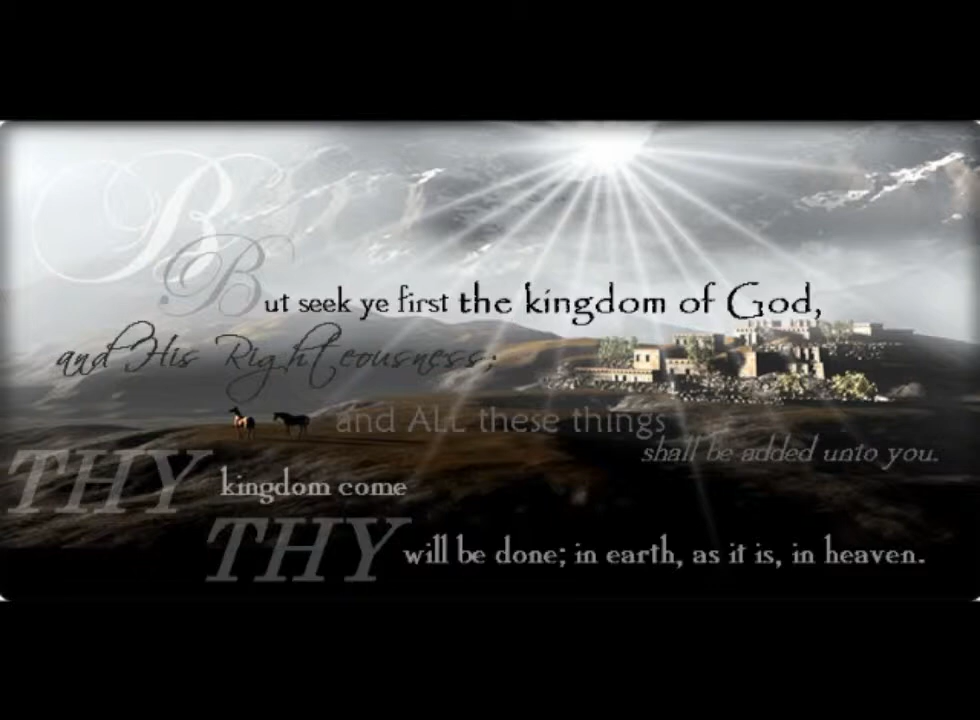 But seek ye first the kingdom of God,
and His Righteousness;
and ALL these things
shall be added unto you.
THY kingdom come
THY will be done; in earth, as it is, in heaven.